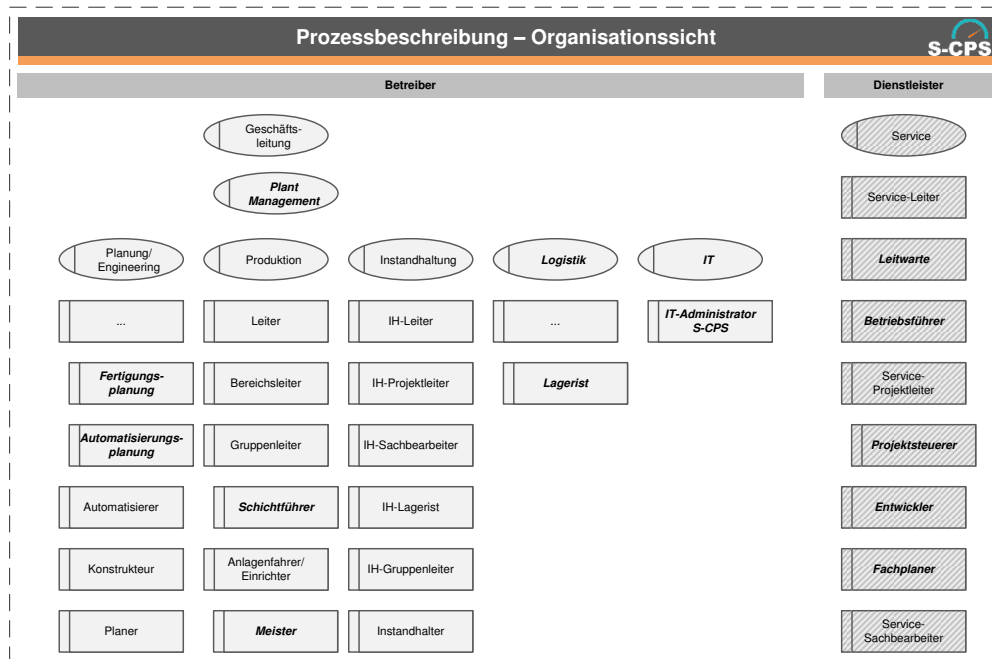 Prozessbeschreibung – Organisationssicht
S-CPS
Betreiber
Dienstleister
Geschäfts-
leitung
Service
Plant
Management
Service-Leiter
Planung/
Engineering
Produktion
Instandhaltung
Logistik
IT
Leitwarte
...
Leiter
IH-Leiter
...
IT-Administrator
S-CPS
Betriebsführer
Fertigungs-
planung
Bereichsleiter
IH-Projektleiter
Lagerist
Service-
Projektleiter
Automatisierungs-
planung
Gruppenleiter
IH-Sachbearbeiter
Projektsteuerer
Automatisierer
Schichtführer
IH-Lagerist
Entwickler
Konstrukteur
Anlagenfahrer/
Einrichter
IH-Gruppenleiter
Fachplaner
Planer
Meister
Instandhalter
Service-
Sachbearbeiter